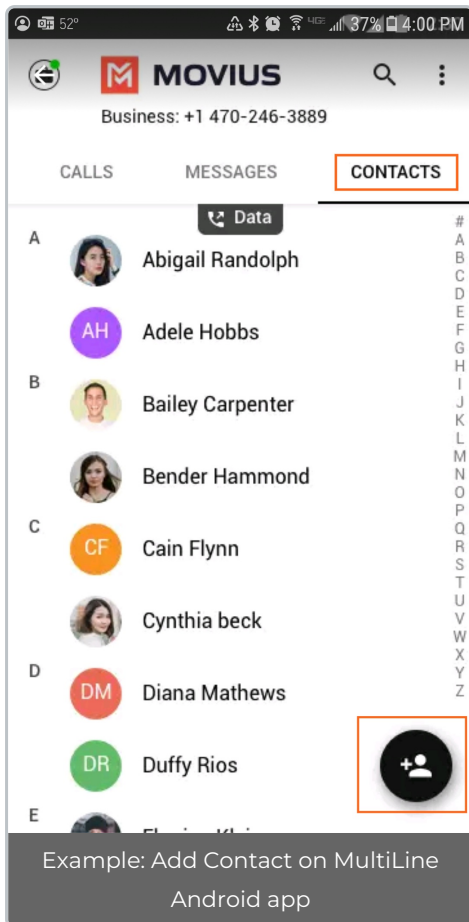 52° 4GE 37% 4:00 PM
M MOVIUS
Business: +1 470-246-3889
CALLS MESSAGES CONTACTS
Data
A
Abigail Randolph
AH Adele Hobbs
B
Bailey Carpenter
Bender Hammond
C
CF Cain Flynn
Cynthia beck
D
DM Diana Mathews
DR Duffy Rios
E
#
A
B
C
D
E
F
G
H
I
J
K
L
M
N
O
P
Q
R
S
T
U
V
W
X
Y
Z
Example: Add Contact on MultiLine
Android app